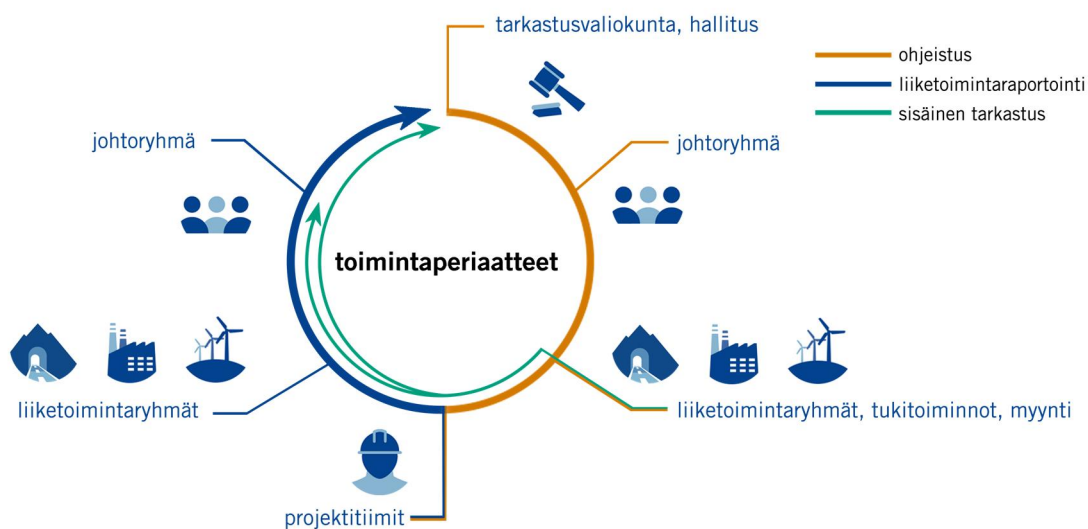 tarkastusvaliokunta, hallitus
ohjeistus
liiketoimintaraportointi
sisäinen tarkastus
johtoryhmä
johtoryhmä
toimintaperiaatteet
liiketoimintaryhmät
liiketoimintaryhmät, tukitoiminnot, myynti
projektitiimit